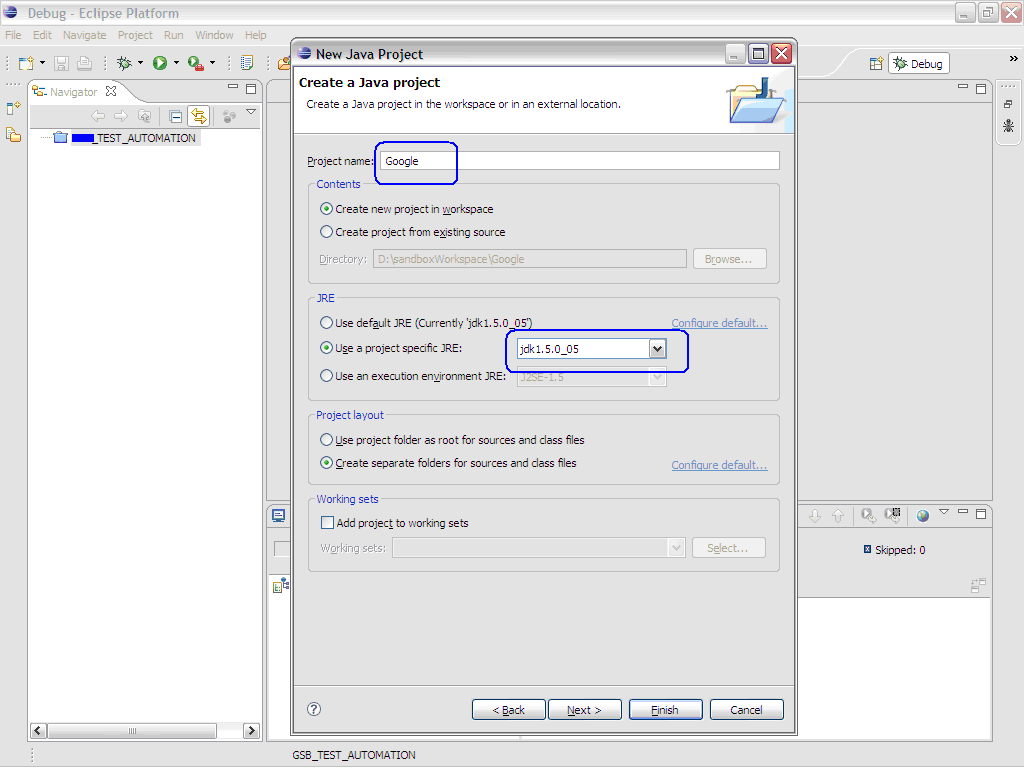 Debug - Eclipse Platform
File Edit Navigate Project Run Window Help
New Java Project
Debug
Navigator
_TEST_AUTOMATION
Create a Java project
Create a Java project in the workspace or in an external location.
Project name: Google
Contents
Create new project in workspace
Create project from existing source
Directory: D:\sandboxWorkspace\Google Browse...
JRE
Use default JRE (Currently 'jdk1.5.0_05') Configure default...
Use a project specific JRE: jdk1.5.0_05
Use an execution environment JRE: J2SE-1.5
Project layout
Use project folder as root for sources and class files
Create separate folders for sources and class files Configure default...
Working sets
Add project to working sets
Working sets: Select...
Skipped: 0
< Back Next > Finish Cancel
GSB_TEST_AUTOMATION